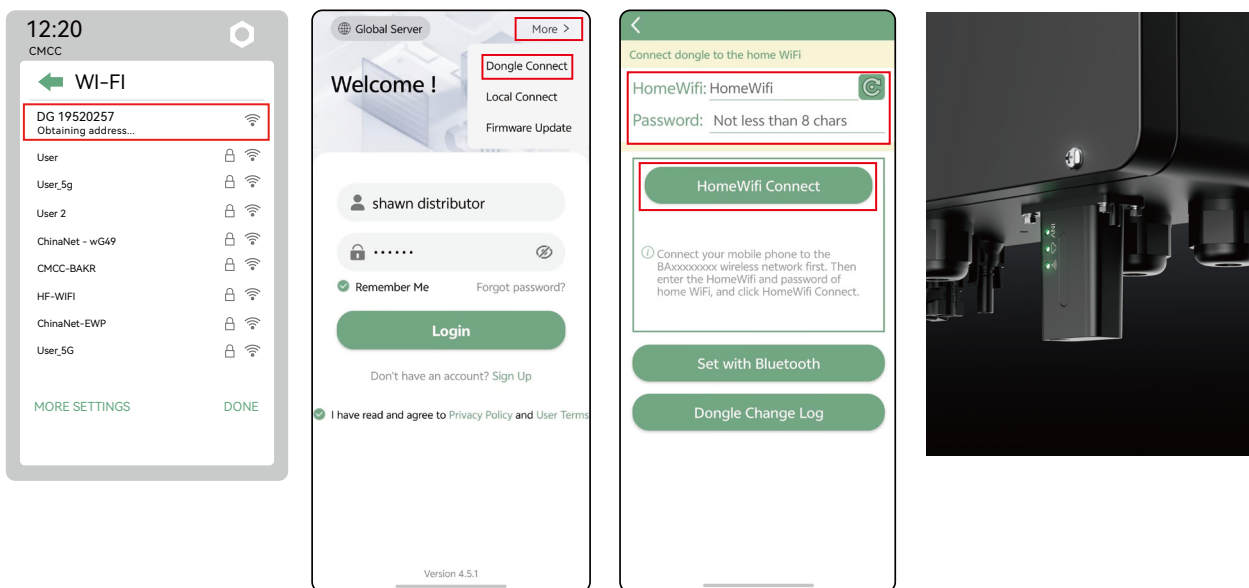 12:20
CMCC
WI-FI
DG 19520257
Obtaining address...
User
User_5g
User 2
ChinaNet - wG49
CMCC-BAKR
HF-WIFI
ChinaNet-EWP
User_5G
MORE SETTINGS
DONE
Global Server
More >
Dongle Connect
Welcome !
Local Connect
Firmware Update
shawn distributor
······
Remember Me
Forgot password?
Login
Don't have an account? Sign Up
I have read and agree to Privacy Policy and User Terms
Version 4.5.1
Connect dongle to the home WiFi
HomeWifi: HomeWifi
Password: Not less than 8 chars
HomeWifi Connect
Connect your mobile phone to the
BAxxxxxxxx wireless network first. Then
enter the HomeWifi and password of
home WiFi, and click HomeWifi Connect.
Set with Bluetooth
Dongle Change Log
INV